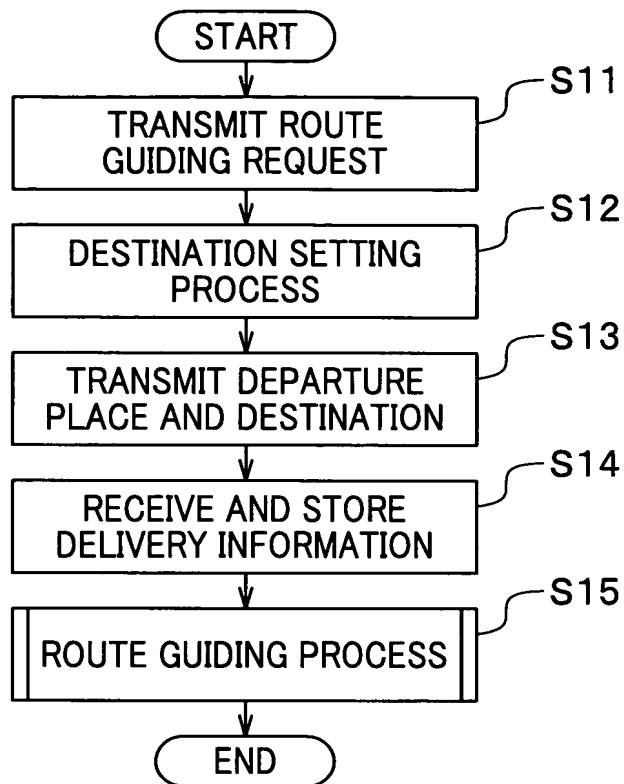 START
S11
TRANSMIT ROUTE
GUIDING REQUEST
S12
DESTINATION SETTING
PROCESS
S13
TRANSMIT DEPARTURE
PLACE AND DESTINATION
S14
RECEIVE AND STORE
DELIVERY INFORMATION
S15
ROUTE GUIDING PROCESS
END